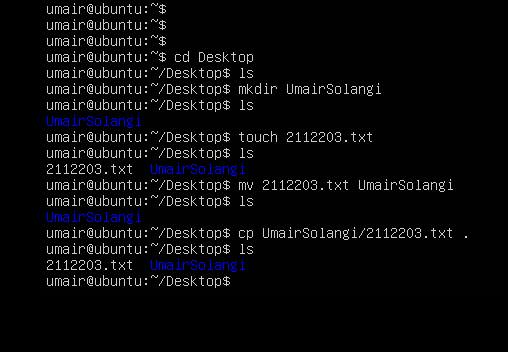 umair@ubuntu:~$
umair@ubuntu:~$
umair@ubuntu:~$
umair@ubuntu:~$ cd Desktop
umair@ubuntu:~/Desktop$ ls
umair@ubuntu:~/Desktop$ mkdir UmairSolangi
umair@ubuntu:~/Desktop$ ls
UmairSolangi
umair@ubuntu:~/Desktop$ touch 2112203.txt
umair@ubuntu:~/Desktop$ ls
2112203.txt  UmairSolangi
umair@ubuntu:~/Desktop$ mv 2112203.txt UmairSolangi
umair@ubuntu:~/Desktop$ ls
UmairSolangi
umair@ubuntu:~/Desktop$ cp UmairSolangi/2112203.txt .
umair@ubuntu:~/Desktop$ ls
2112203.txt  UmairSolangi
umair@ubuntu:~/Desktop$